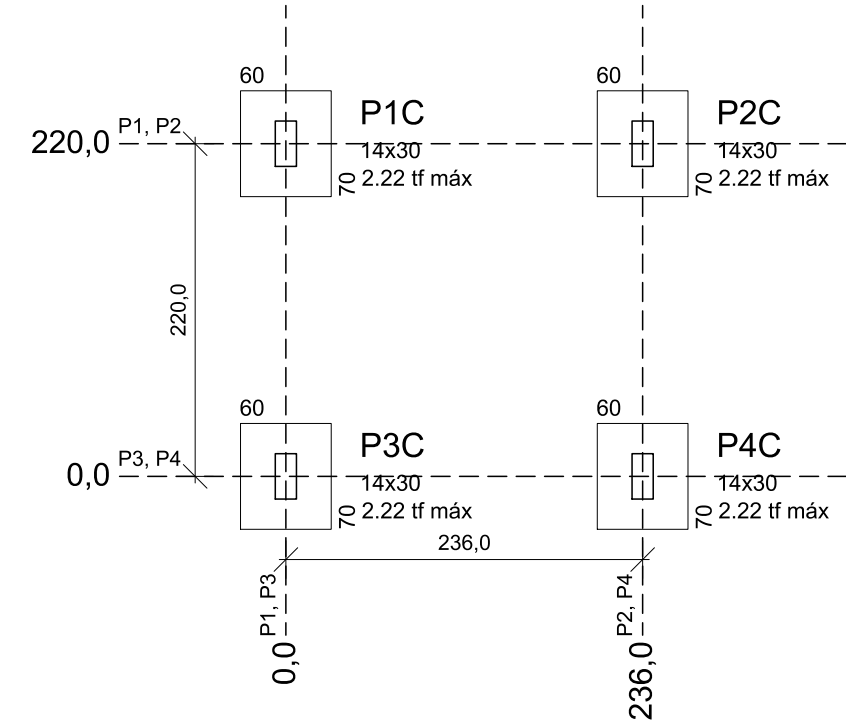 60
60
P1C
P2C
220,0
P1, P2
14x30
14x30
70
2.22 tf máx
70
2.22 tf máx
220,0
60
60
P3C
P4C
0,0
P3, P4
14x30
14x30
70
2.22 tf máx
70
2.22 tf máx
236,0
P1, P3
P2, P4
0,0
236,0